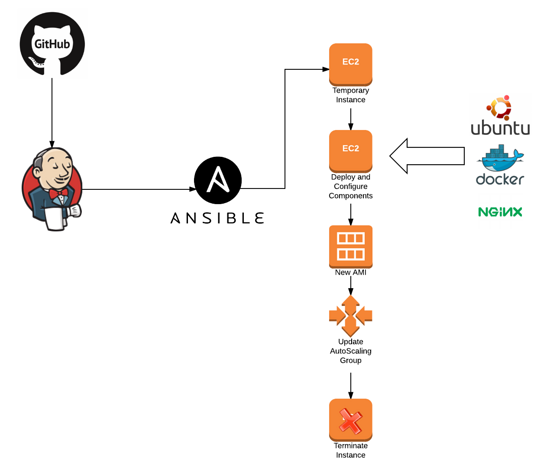 GitHub
EC2
Temporary
Instance
EC2
Deploy and
Configure
Components
ubuntu
docker
NGINX
ANSIBLE
New AMI
Update
AutoScaling
Group
Terminate
Instance